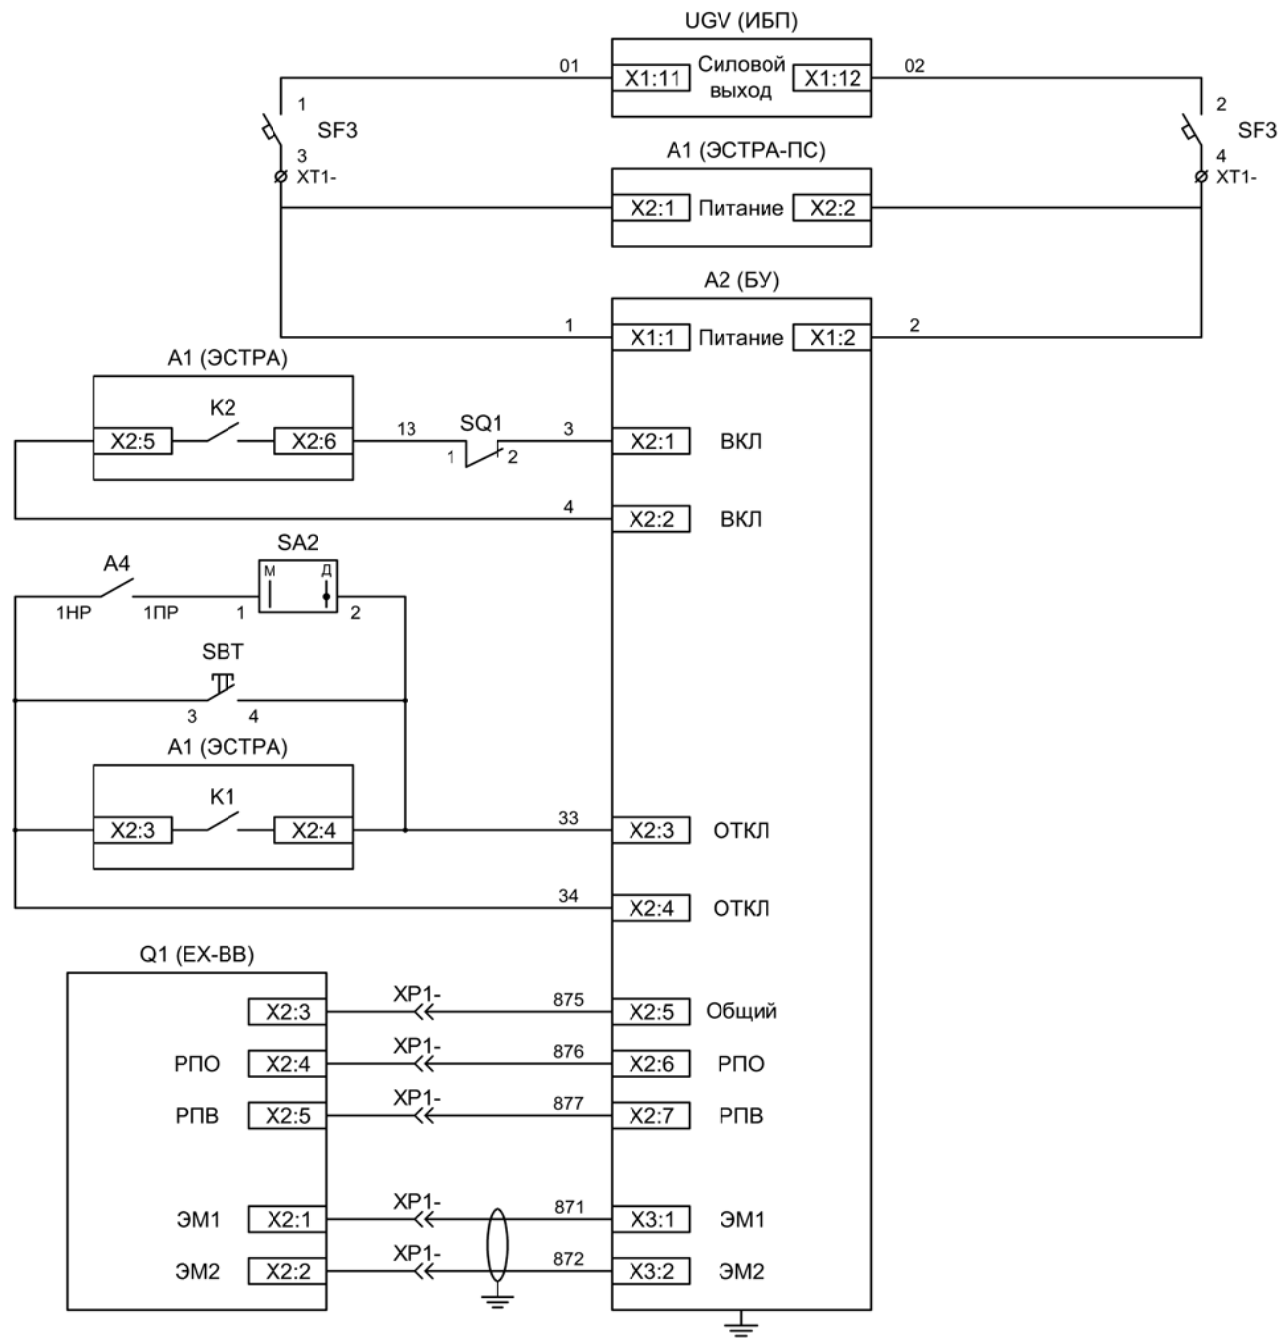 UGV (ИБП)
01
X1:11
Силовой
выход
X1:12
02
1
SF3
3
XT1-
2
SF3
4
XT1-
A1 (ЭСТРА-ПС)
X2:1
Питание
X2:2
A2 (БУ)
1
X1:1
Питание
X1:2
2
A1 (ЭСТРА)
K2
X2:5
X2:6
13
SQ1
1
2
3
X2:1
ВКЛ
4
X2:2
ВКЛ
A4
1НР
1ПР
SA2
М
Д
1
2
SBT
3
4
A1 (ЭСТРА)
K1
X2:3
X2:4
33
X2:3
ОТКЛ
34
X2:4
ОТКЛ
Q1 (EX-BB)
X2:3
XP1-
875
X2:5
Общий
РПО
X2:4
XP1-
876
X2:6
РПО
РПВ
X2:5
XP1-
877
X2:7
РПВ
ЭМ1
X2:1
XP1-
871
X3:1
ЭМ1
ЭМ2
X2:2
XP1-
872
X3:2
ЭМ2